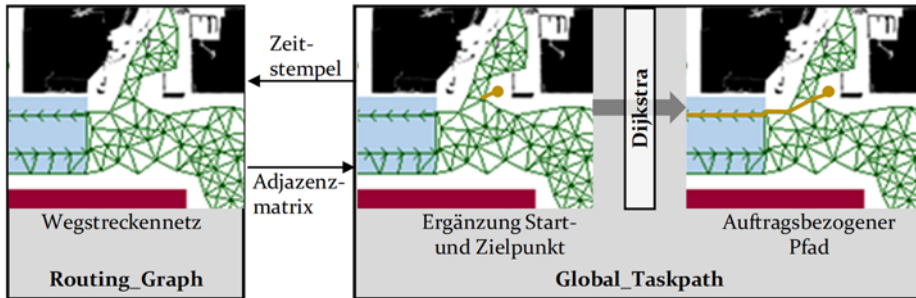 Zeit-
stempel
Adjazenz-
matrix
Wegstreckennetz
Routing_Graph
Dijkstra
Ergänzung Start-
und Zielpunkt
Auftragsbezogener
Pfad
Global_Taskpath